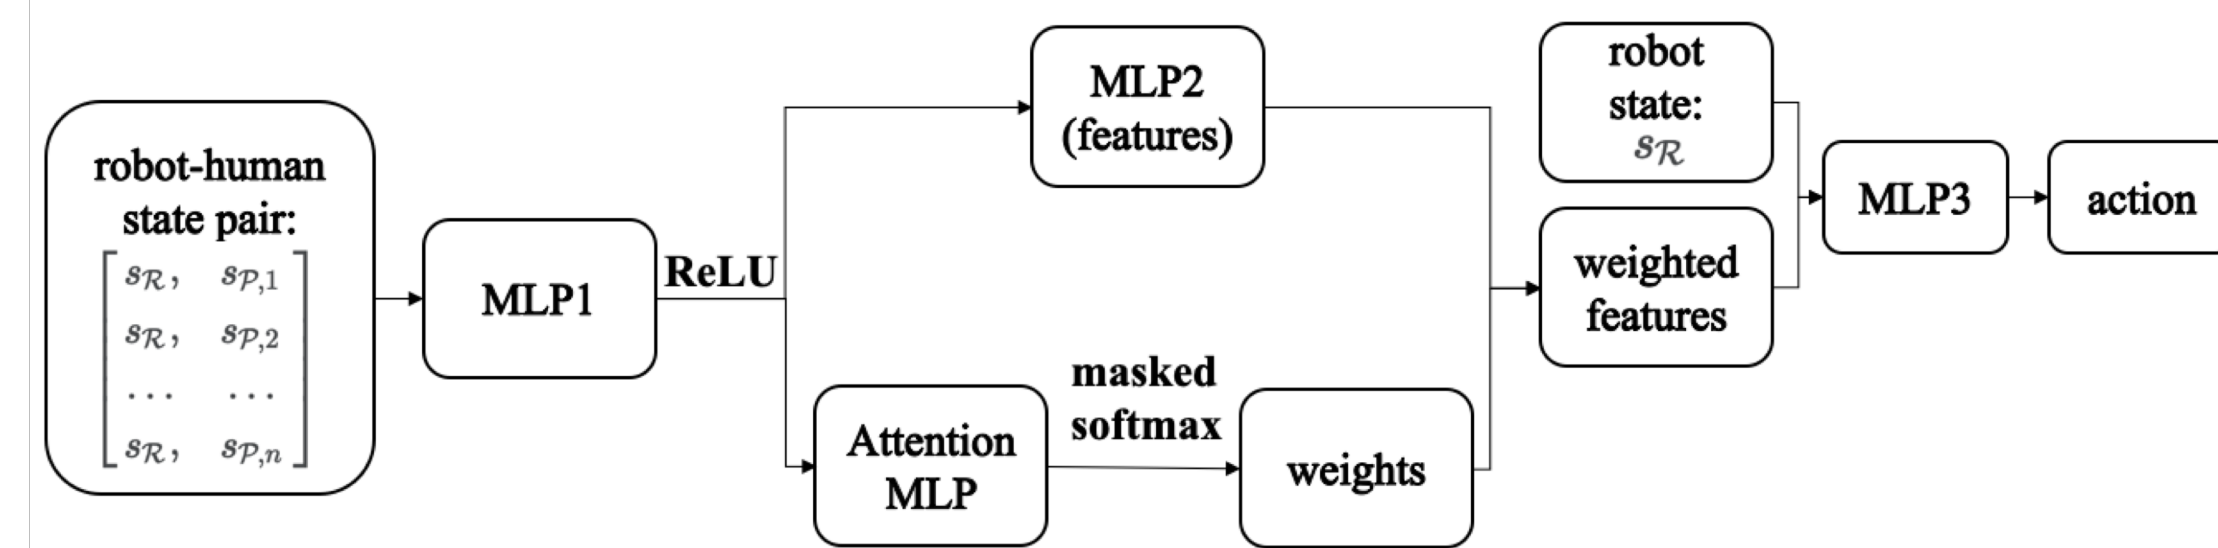 robot-human
state pair:
s_R, s_P,1
s_R, s_P,2
... ...
s_R, s_P,n
MLP1
ReLU
MLP2
(features)
Attention
MLP
masked
softmax
weights
robot
state:
s_R
weighted
features
MLP3
action